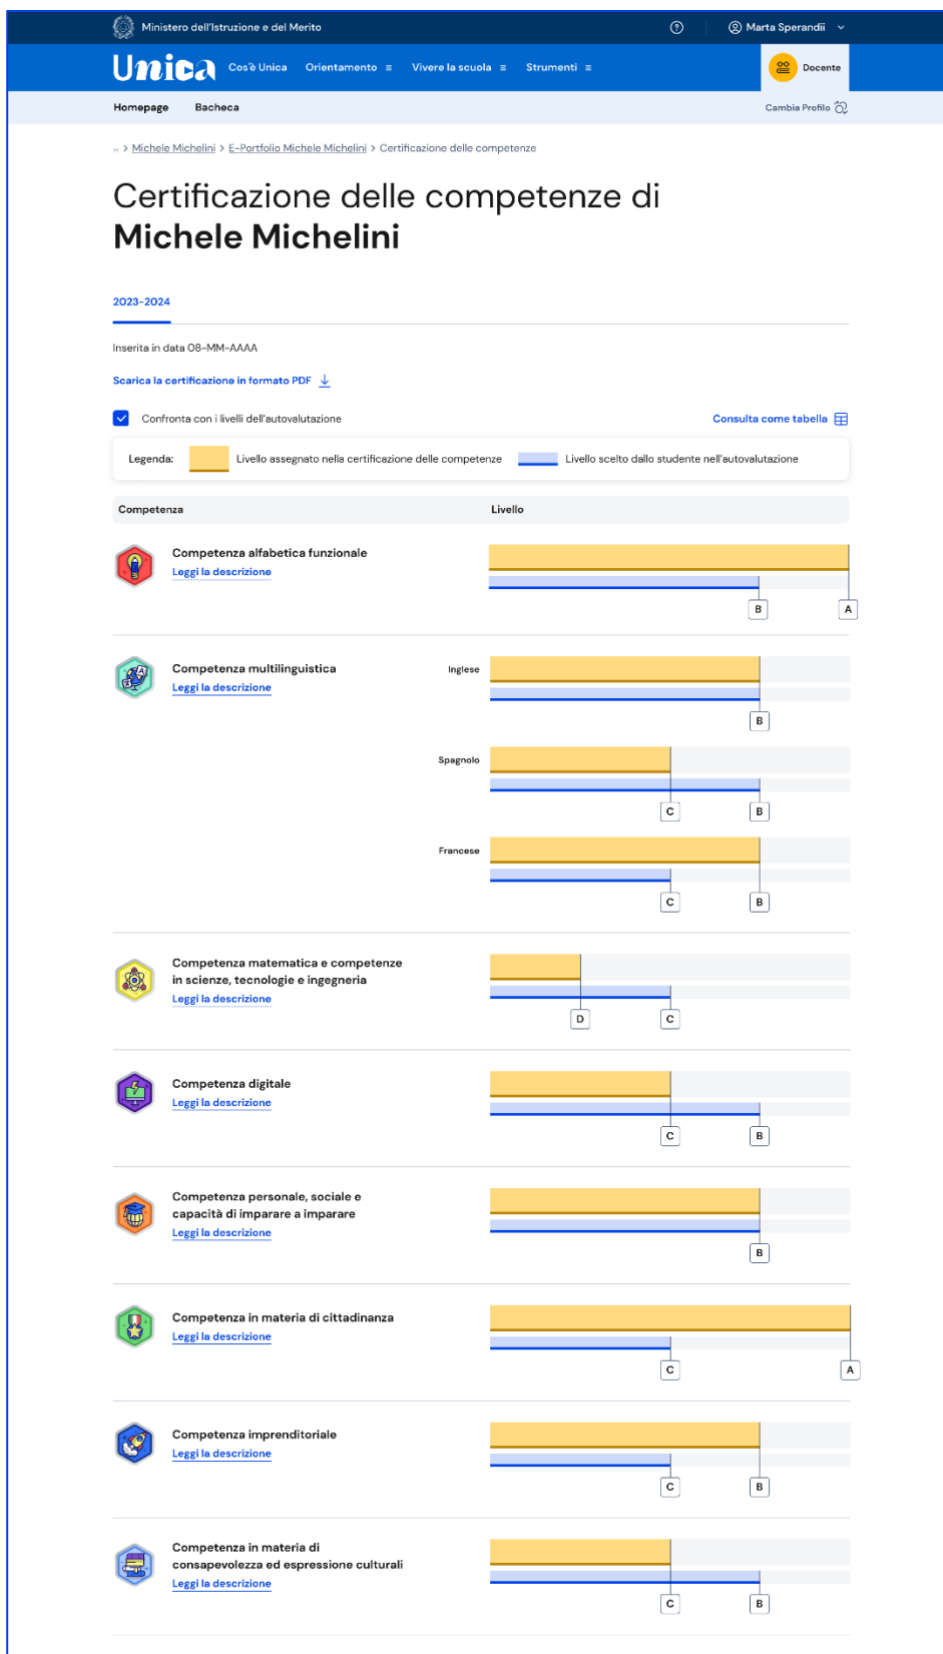 Ministero dell'Istruzione e del Merito
Marta Sperandii
Unica
Cos'è Unica
Orientamento
Vivere la scuola
Strumenti
Docente
Homepage
Bacheca
Cambia Profilo
... > Michele Michelini > E-Portfolio Michele Michelini > Certificazione delle competenze
Certificazione delle competenze di
Michele Michelini
2023-2024
Inserita in data 08-MM-AAAA
Scarica la certificazione in formato PDF
Confronta con i livelli dell'autovalutazione
Consulta come tabella
Legenda:
Livello assegnato nella certificazione delle competenze
Livello scelto dallo studente nell'autovalutazione
Competenza
Livello
Competenza alfabetica funzionale
Leggi la descrizione
B
A
Competenza multilinguistica
Leggi la descrizione
Inglese
B
Spagnolo
C
B
Francese
C
B
Competenza matematica e competenze
in scienze, tecnologie e ingegneria
Leggi la descrizione
D
C
Competenza digitale
Leggi la descrizione
C
B
Competenza personale, sociale e
capacità di imparare a imparare
Leggi la descrizione
B
Competenza in materia di cittadinanza
Leggi la descrizione
C
A
Competenza imprenditoriale
Leggi la descrizione
C
B
Competenza in materia di
consapevolezza ed espressione culturali
Leggi la descrizione
C
B